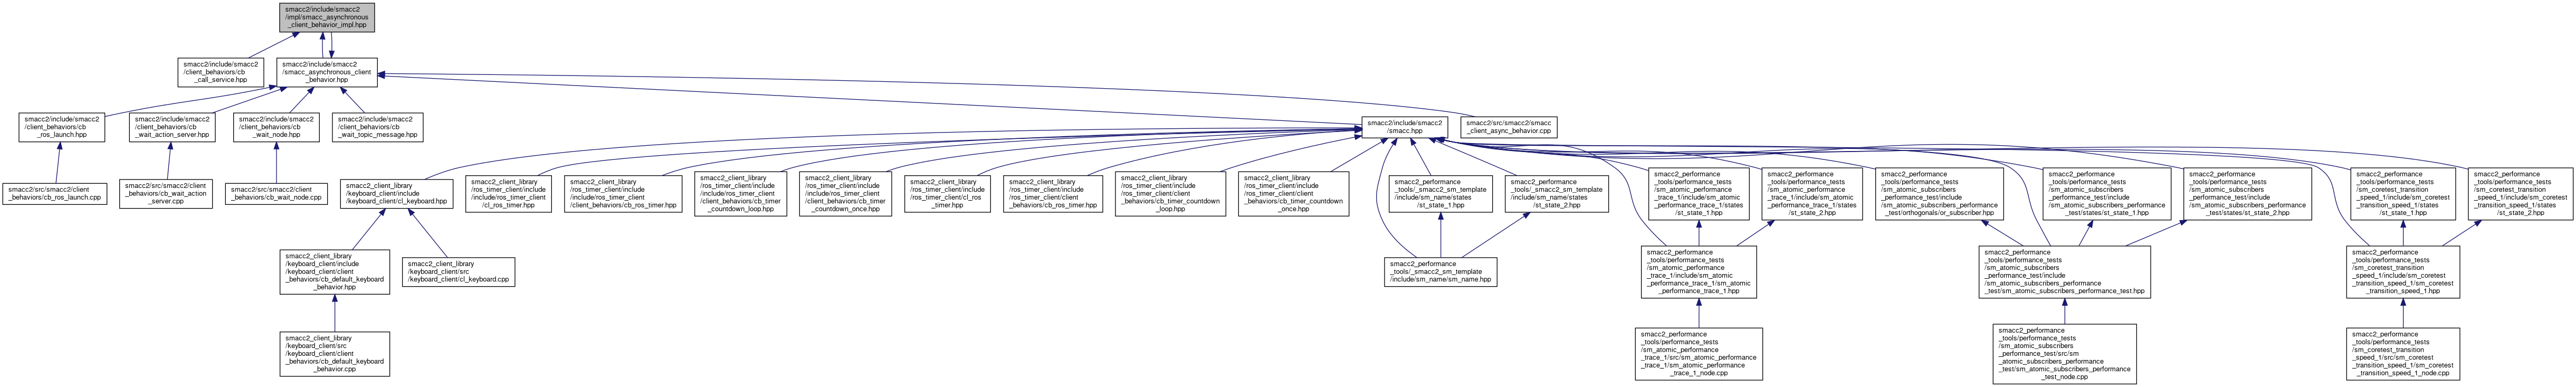 smacc2/include/smacc2
/impl/smacc_asynchronous
_client_behavior_impl.hpp
smacc2/include/smacc2
/client_behaviors/cb
_call_service.hpp
smacc2/include/smacc2
/smacc_asynchronous_client
_behavior.hpp
smacc2/include/smacc2
/client_behaviors/cb
_ros_launch.hpp
smacc2/include/smacc2
/client_behaviors/cb
_wait_action_server.hpp
smacc2/include/smacc2
/client_behaviors/cb
_wait_node.hpp
smacc2/include/smacc2
/client_behaviors/cb
_wait_topic_message.hpp
smacc2/include/smacc2
/smacc.hpp
smacc2/src/smacc2/smacc
_client_async_behavior.cpp
smacc2/src/smacc2/client
_behaviors/cb_ros_launch.cpp
smacc2/src/smacc2/client
_behaviors/cb_wait_action
_server.cpp
smacc2/src/smacc2/client
_behaviors/cb_wait_node.cpp
smacc2_client_library
/keyboard_client/include
/keyboard_client/cl_keyboard.hpp
smacc2_client_library
/ros_timer_client/include
/include/ros_timer_client
/cl_ros_timer.hpp
smacc2_client_library
/ros_timer_client/include
/include/ros_timer_client
/client_behaviors/cb_ros_timer.hpp
smacc2_client_library
/ros_timer_client/include
/include/ros_timer_client
/client_behaviors/cb_timer
_countdown_loop.hpp
smacc2_client_library
/ros_timer_client/include
/include/ros_timer_client
/client_behaviors/cb_timer
_countdown_once.hpp
smacc2_client_library
/ros_timer_client/include
/ros_timer_client/cl_ros
_timer.hpp
smacc2_client_library
/ros_timer_client/include
/ros_timer_client/client
_behaviors/cb_ros_timer.hpp
smacc2_client_library
/ros_timer_client/include
/ros_timer_client/client
_behaviors/cb_timer_countdown
_loop.hpp
smacc2_client_library
/ros_timer_client/include
/ros_timer_client/client
_behaviors/cb_timer_countdown
_once.hpp
smacc2_performance
_tools/_smacc2_sm_template
/include/sm_name/states
/st_state_1.hpp
smacc2_performance
_tools/_smacc2_sm_template
/include/sm_name/states
/st_state_2.hpp
smacc2_performance
_tools/performance_tests
/sm_atomic_performance
_trace_1/include/sm_atomic
_performance_trace_1/states
/st_state_1.hpp
smacc2_performance
_tools/performance_tests
/sm_atomic_performance
_trace_1/include/sm_atomic
_performance_trace_1/states
/st_state_2.hpp
smacc2_performance
_tools/performance_tests
/sm_atomic_subscribers
_performance_test/include
/sm_atomic_subscribers_performance
_test/orthogonals/or_subscriber.hpp
smacc2_performance
_tools/performance_tests
/sm_atomic_subscribers
_performance_test/include
/sm_atomic_subscribers_performance
_test/states/st_state_1.hpp
smacc2_performance
_tools/performance_tests
/sm_atomic_subscribers
_performance_test/include
/sm_atomic_subscribers_performance
_test/states/st_state_2.hpp
smacc2_performance
_tools/performance_tests
/sm_coretest_transition
_speed_1/include/sm_coretest
_transition_speed_1/states
/st_state_1.hpp
smacc2_performance
_tools/performance_tests
/sm_coretest_transition
_speed_1/include/sm_coretest
_transition_speed_1/states
/st_state_2.hpp
smacc2_client_library
/keyboard_client/include
/keyboard_client/client
_behaviors/cb_default_keyboard
_behavior.hpp
smacc2_client_library
/keyboard_client/src
/keyboard_client/cl_keyboard.cpp
smacc2_performance
_tools/_smacc2_sm_template
/include/sm_name/sm_name.hpp
smacc2_performance
_tools/performance_tests
/sm_atomic_performance
_trace_1/include/sm_atomic
_performance_trace_1/sm_atomic
_performance_trace_1.hpp
smacc2_performance
_tools/performance_tests
/sm_atomic_subscribers
_performance_test/include
/sm_atomic_subscribers_performance
_test/sm_atomic_subscribers_performance_test.hpp
smacc2_performance
_tools/performance_tests
/sm_coretest_transition
_speed_1/include/sm_coretest
_transition_speed_1/sm_coretest
_transition_speed_1.hpp
smacc2_client_library
/keyboard_client/src
/keyboard_client/client
_behaviors/cb_default_keyboard
_behavior.cpp
smacc2_performance
_tools/performance_tests
/sm_atomic_performance
_trace_1/src/sm_atomic_performance
_trace_1/sm_atomic_performance
_trace_1_node.cpp
smacc2_performance
_tools/performance_tests
/sm_atomic_subscribers
_performance_test/src/sm
_atomic_subscribers_performance
_test/sm_atomic_subscribers_performance
_test_node.cpp
smacc2_performance
_tools/performance_tests
/sm_coretest_transition
_speed_1/src/sm_coretest
_transition_speed_1/sm_coretest
_transition_speed_1_node.cpp